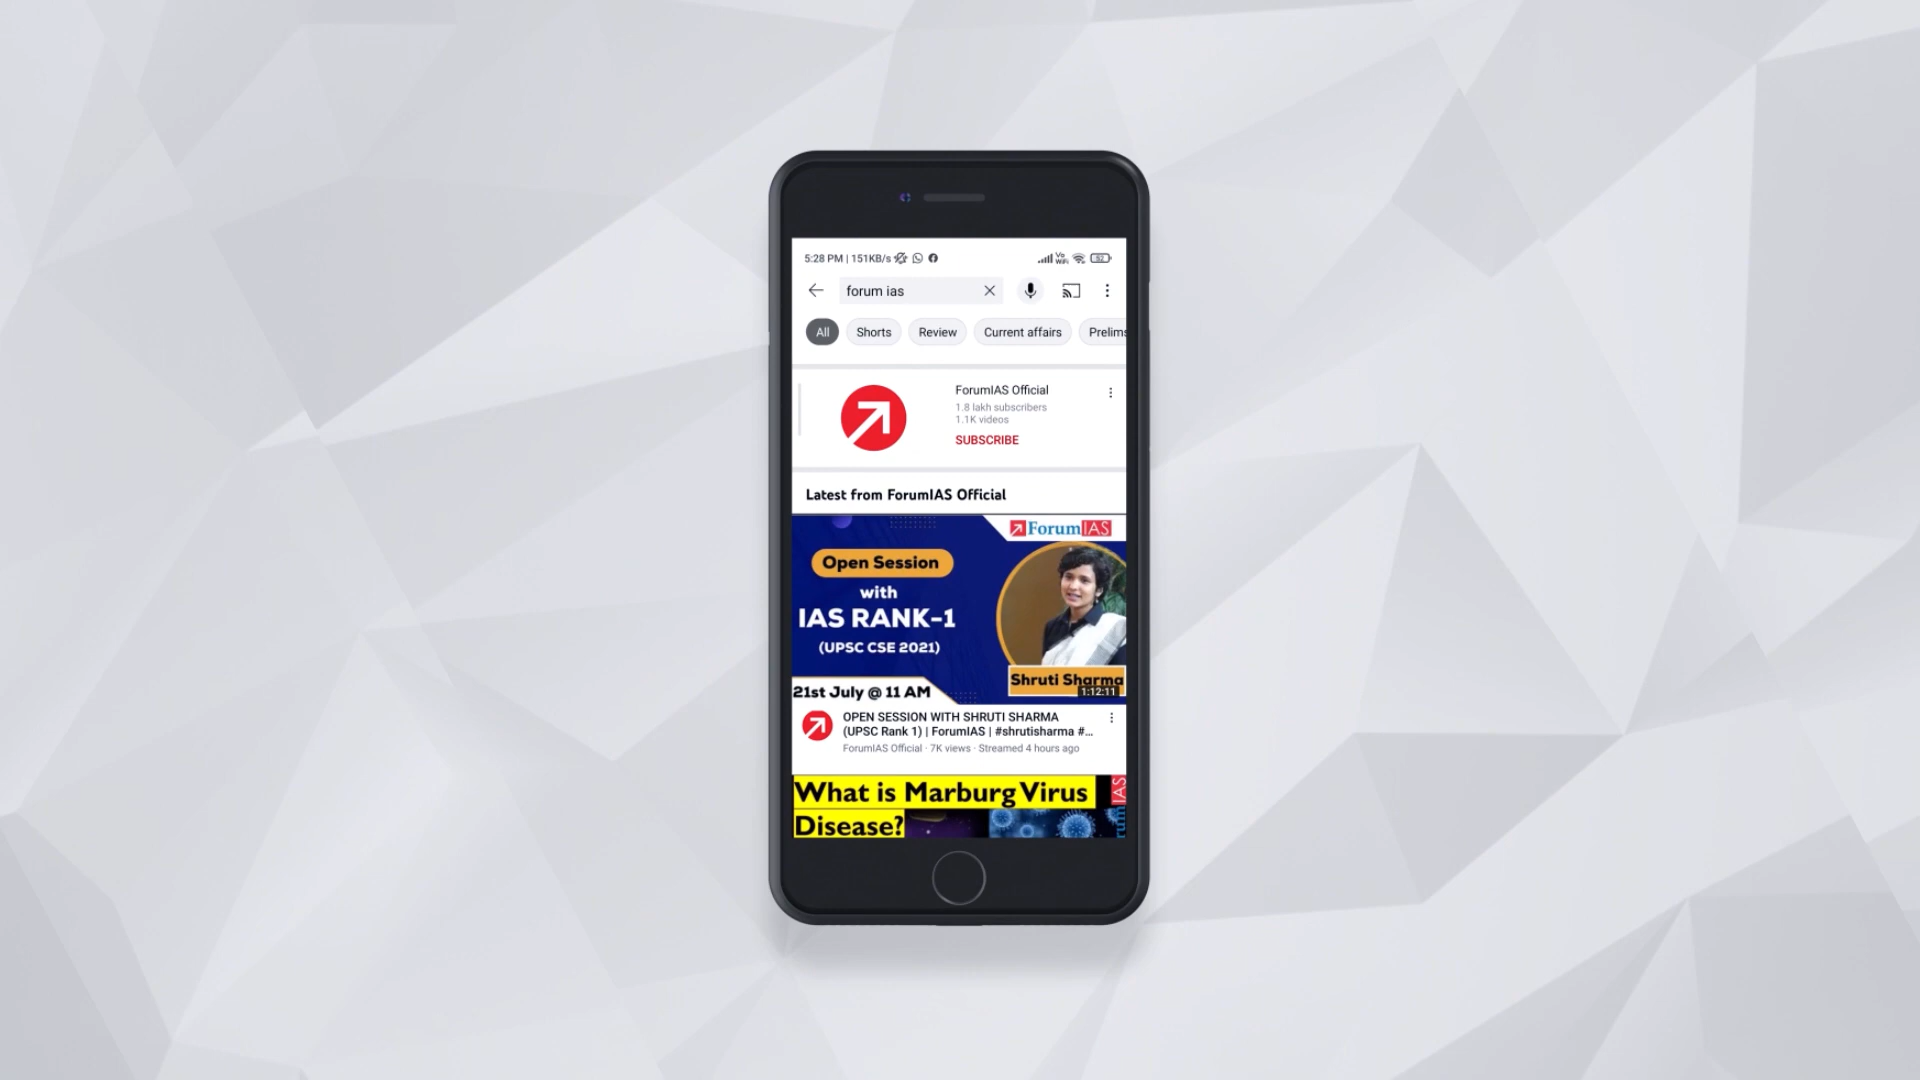 5:28 PM | 151KB/s
Vo
WiFi
52
forum ias
All
Shorts
Review
Current affairs
Prelims
ForumIAS Official
1.8 lakh subscribers
1.1K videos
SUBSCRIBE
Latest from ForumIAS Official
ForumIAS
Open Session
with
IAS RANK-1
(UPSC CSE 2021)
Shruti Sharma
21st July @ 11 AM
1:12:11
OPEN SESSION WITH SHRUTI SHARMA
(UPSC Rank 1) | ForumIAS | #shrutisharma #...
ForumIAS Official · 7K views · Streamed 4 hours ago
What is Marburg Virus
Disease?
IAS